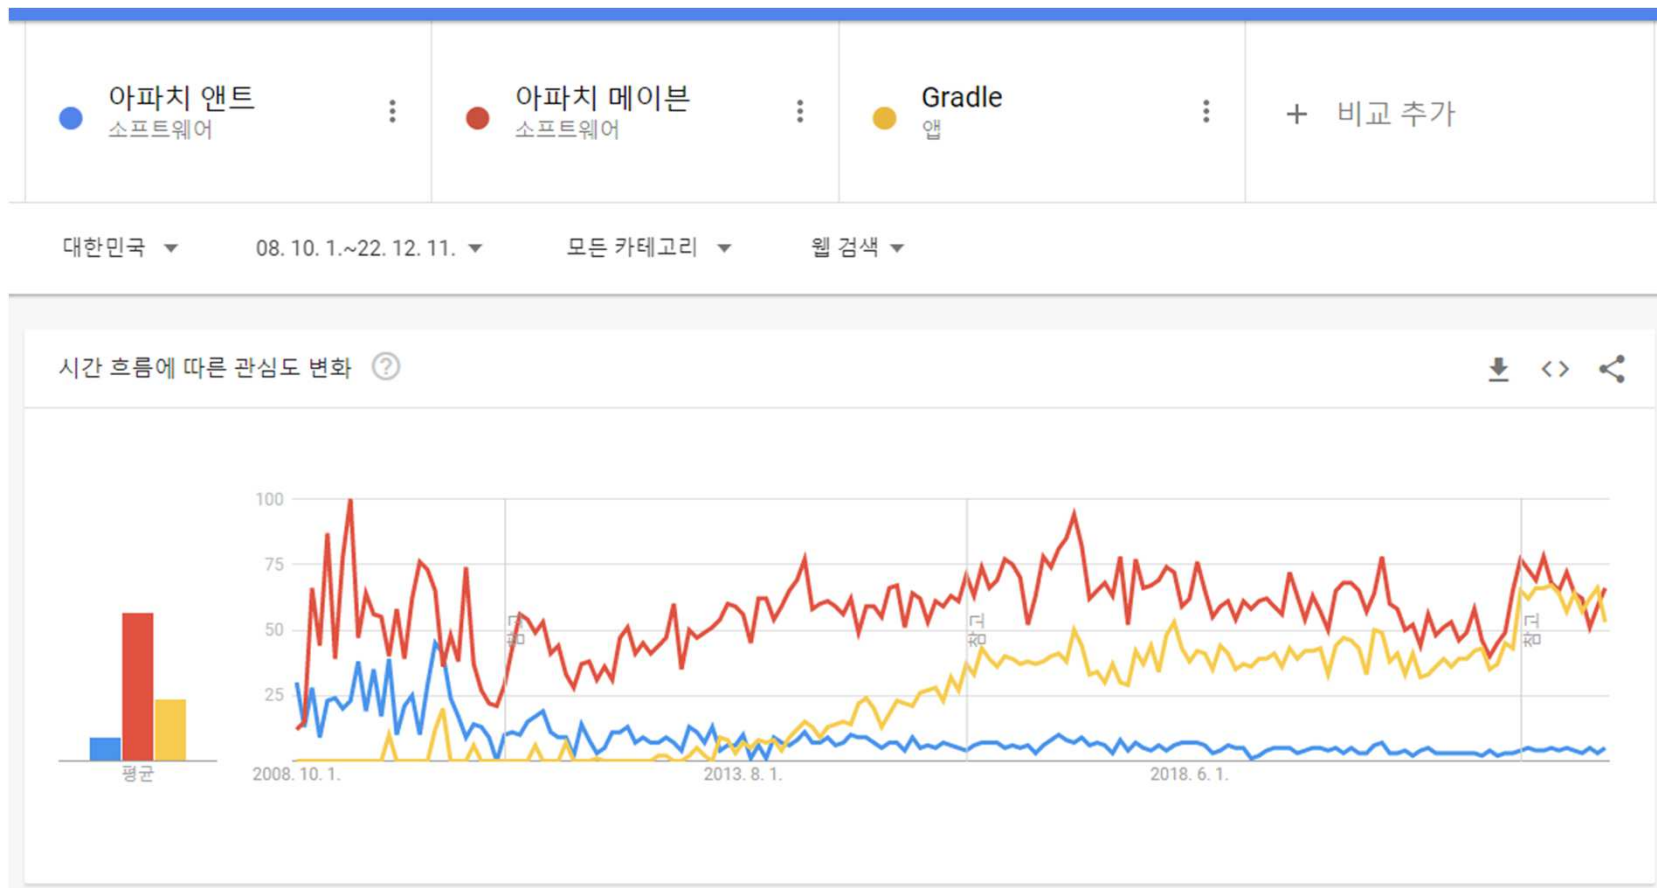 아파치 앤트
소프트웨어
아파치 메이븐
소프트웨어
Gradle
앱
+ 비교 추가
대한민국
08. 10. 1.~22. 12. 11.
모든 카테고리
웹 검색
시간 흐름에 따른 관심도 변화
?
100
75
50
25
참고
참고
참고
평균
2008. 10. 1.
2013. 8. 1.
2018. 6. 1.